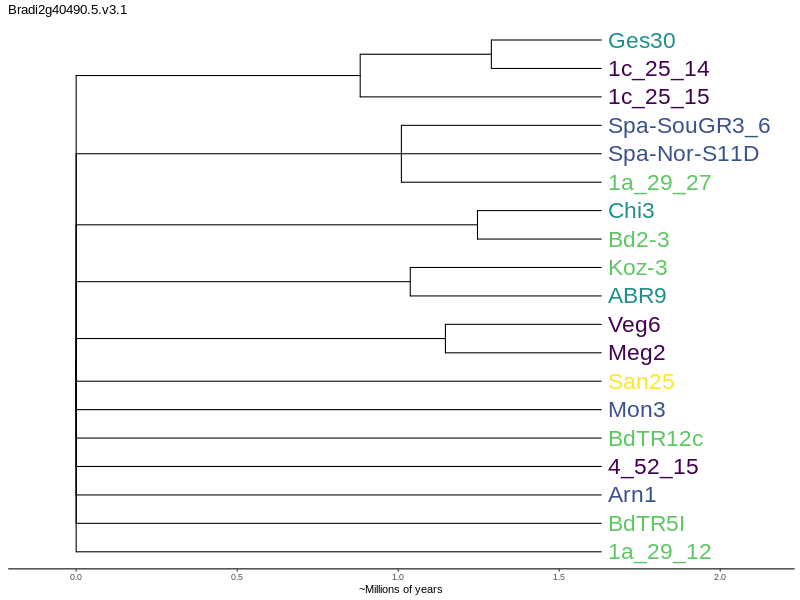 Bradi2g40490.5.v3.1
Ges30
1c_25_14
1c_25_15
Spa-SouGR3_6
Spa-Nor-S11D
1a_29_27
Chi3
Bd2-3
Koz-3
ABR9
Veg6
Meg2
San25
Mon3
BdTR12c
4_52_15
Arn1
BdTR5I
1a_29_12
0.0 0.5 1.0 1.5 2.0
~Millions of years